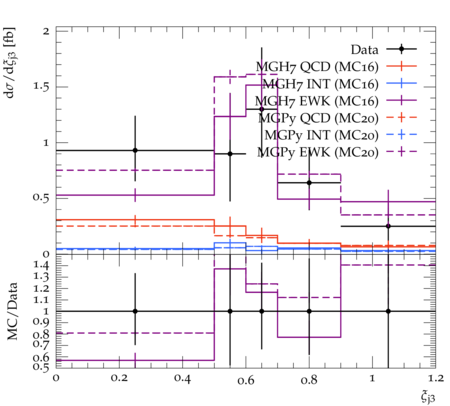 dσ/dξj3 [fb]
2
1.5
1
0.5
0
Data
MGH7 QCD (MC16)
MGH7 INT (MC16)
MGH7 EWK (MC16)
MGPy QCD (MC20)
MGPy INT (MC20)
MGPy EWK (MC20)
MC/Data
1.4
1.3
1.2
1.1
1
0.9
0.8
0.7
0.6
0.5
0 0.2 0.4 0.6 0.8 1 1.2
ξj3